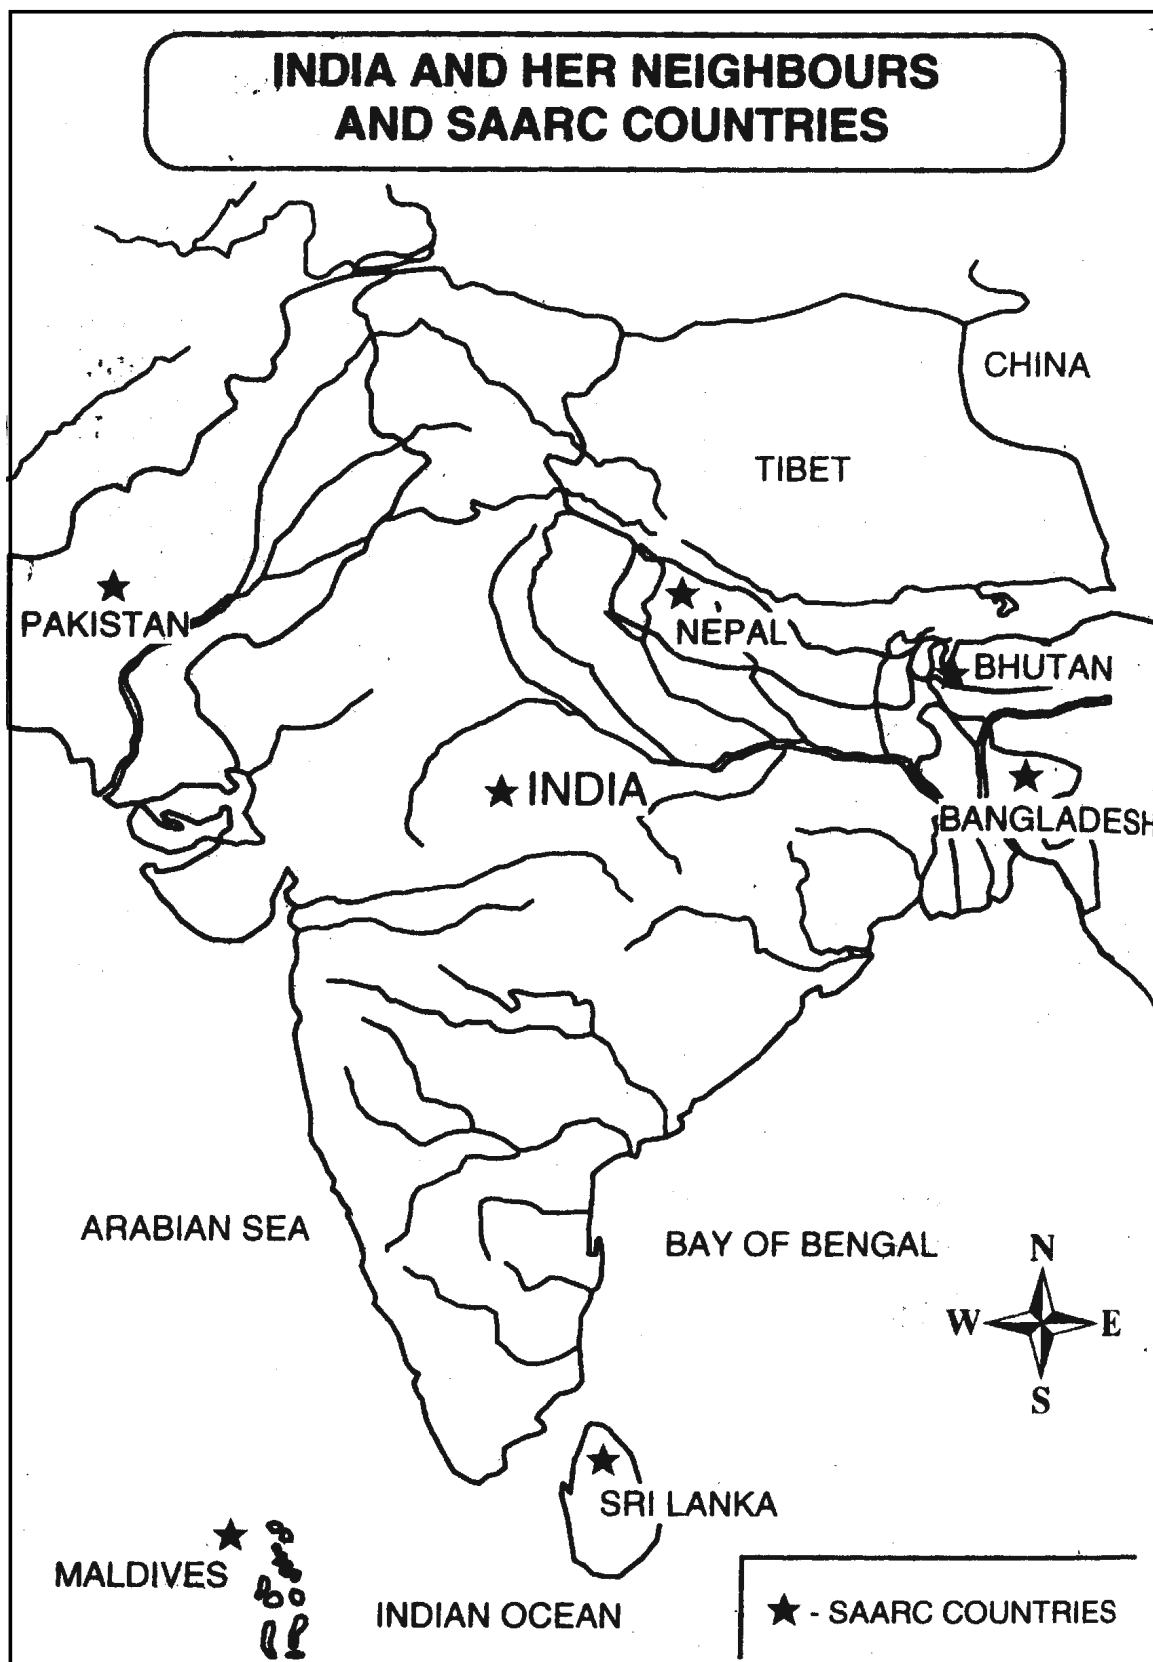 INDIA AND HER NEIGHBOURS
AND SAARC COUNTRIES
CHINA
TIBET
PAKISTAN
NEPAL
BHUTAN
INDIA
BANGLADESH
ARABIAN SEA
BAY OF BENGAL
N
W E
S
SRI LANKA
MALDIVES
INDIAN OCEAN
★ - SAARC COUNTRIES